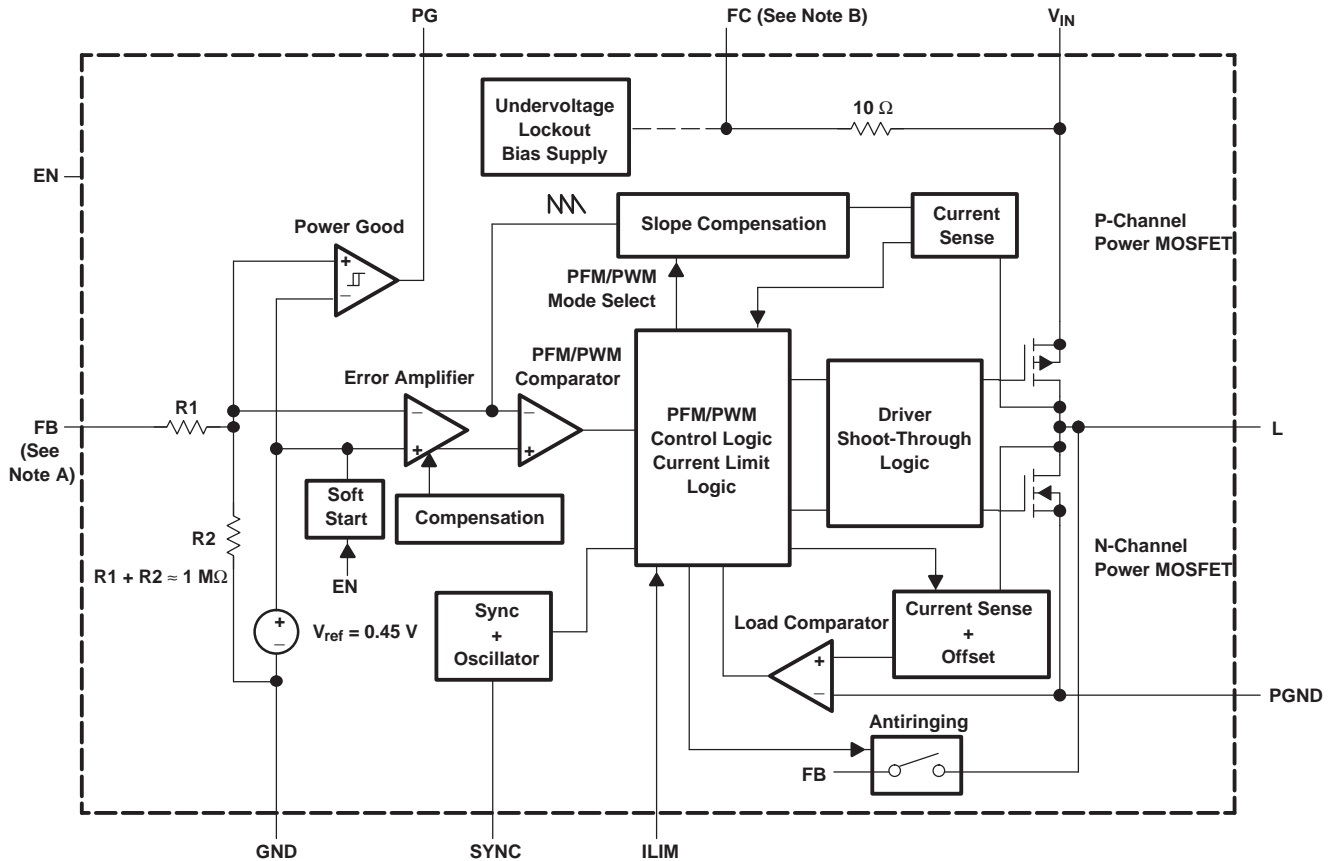 PG
FC (See Note B)
VIN
Undervoltage
Lockout
Bias Supply
10 Ω
EN
Power Good
+
–
Slope Compensation
Current
Sense
P-Channel
Power MOSFET
PFM/PWM
Mode Select
PFM/PWM
Comparator
Error Amplifier
–
+
–
+
R1
FB
(See
Note A)
PFM/PWM
Control Logic
Current Limit
Logic
Driver
Shoot-Through
Logic
L
Soft
Start
Compensation
R2
EN
R1 + R2 ≈ 1 MΩ
N-Channel
Power MOSFET
+
–
Vref = 0.45 V
Sync
+
Oscillator
Load Comparator
+
–
Current Sense
+
Offset
PGND
Antiringing
FB
GND
SYNC
ILIM